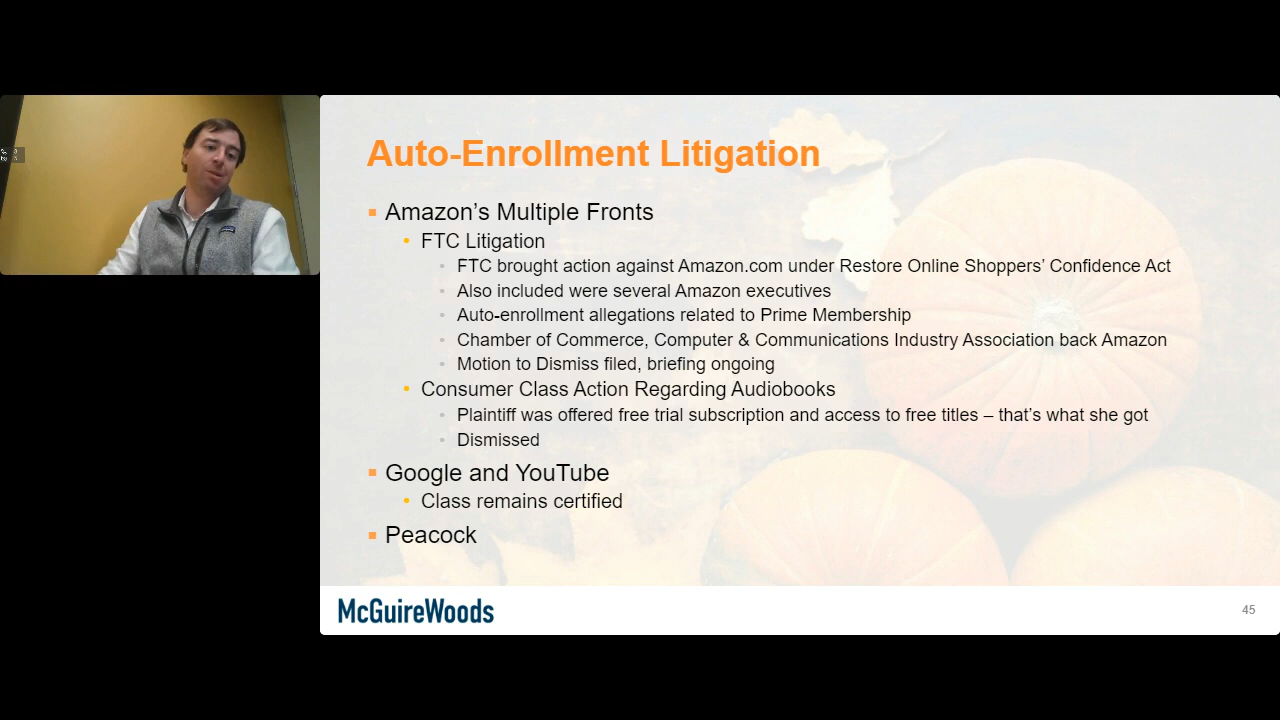 Auto-Enrollment Litigation
Amazon’s Multiple Fronts
FTC Litigation
FTC brought action against Amazon.com under Restore Online Shoppers’ Confidence Act
Also included were several Amazon executives
Auto-enrollment allegations related to Prime Membership
Chamber of Commerce, Computer & Communications Industry Association back Amazon
Motion to Dismiss filed, briefing ongoing
Consumer Class Action Regarding Audiobooks
Plaintiff was offered free trial subscription and access to free titles – that’s what she got
Dismissed
Google and YouTube
Class remains certified
Peacock
McGuireWoods
45